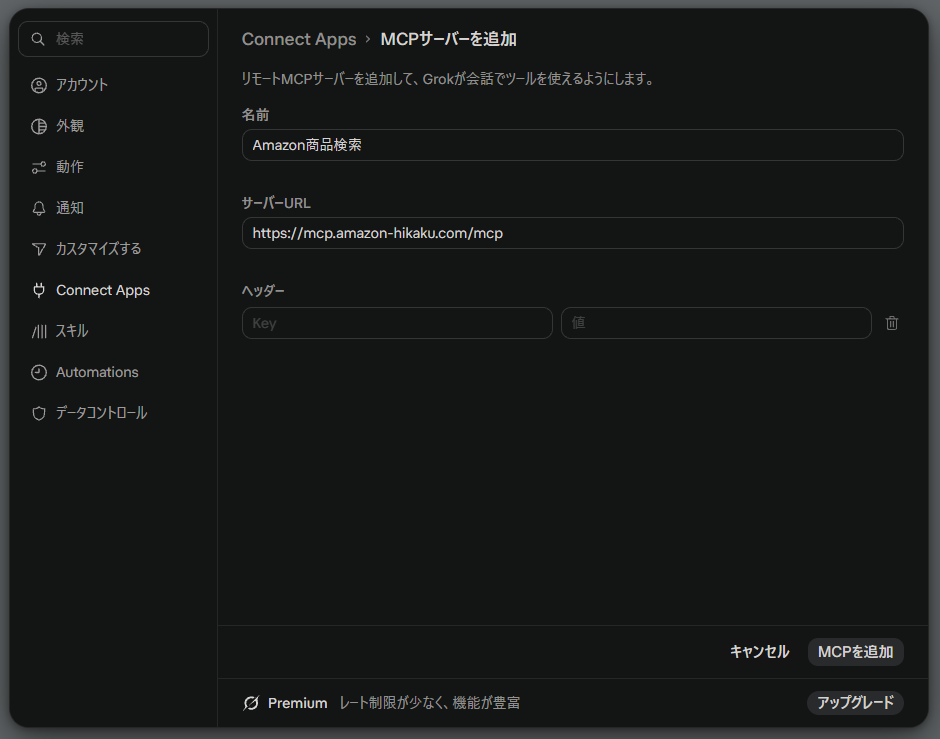 検索
アカウント
外観
動作
通知
カスタマイズする
Connect Apps
スキル
Automations
データコントロール
Connect Apps › MCPサーバーを追加
リモートMCPサーバーを追加して、Grokが会話でツールを使えるようにします。
名前
Amazon商品検索
サーバーURL
https://mcp.amazon-hikaku.com/mcp
ヘッダー
Key 値
キャンセル MCPを追加
Premium レート制限が少なく、機能が豊富 アップグレード